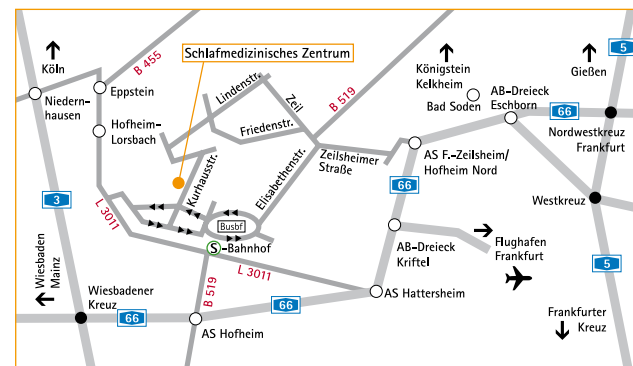 Köln
B 455
Schlafmedizinisches Zentrum
5
Königstein
Kelkheim
Gießen
Niedern-
hausen
Eppstein
Lindenstr.
Zeil
B 519
Bad Soden
AB-Dreieck
Eschborn
66
Hofheim-
Lorsbach
Friedenstr.
Nordwestkreuz
Frankfurt
Zeilsheimer
Straße
AS F.-Zeilsheim/
Hofheim Nord
3
Kurhausstr.
Elisabethenstr.
66
Westkreuz
L 3011
Busbf
S-Bahnhof
AB-Dreieck
Kriftel
Flughafen
Frankfurt
5
Wiesbaden
Mainz
L 3011
Wiesbadener
Kreuz
B 519
AS Hattersheim
66
66
AS Hofheim
Frankfurter
Kreuz